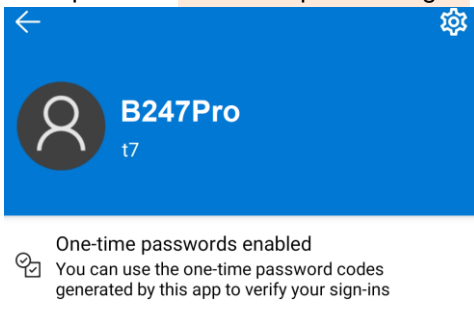 B247Pro
t7
One-time passwords enabled
You can use the one-time password codes
generated by this app to verify your sign-ins